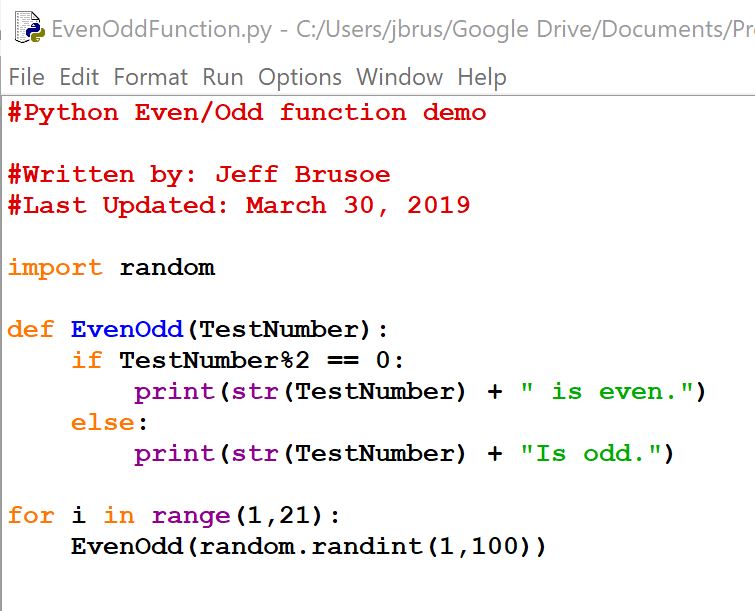 EvenOddFunction.py - C:/Users/jbrus/Google Drive/Documents/Pr
File Edit Format Run Options Window Help
#Python Even/Odd function demo
#Written by: Jeff Brusoe
#Last Updated: March 30, 2019
import random
def EvenOdd(TestNumber):
    if TestNumber%2 == 0:
        print(str(TestNumber) + " is even.")
    else:
        print(str(TestNumber) + "Is odd.")
for i in range(1,21):
    EvenOdd(random.randint(1,100))